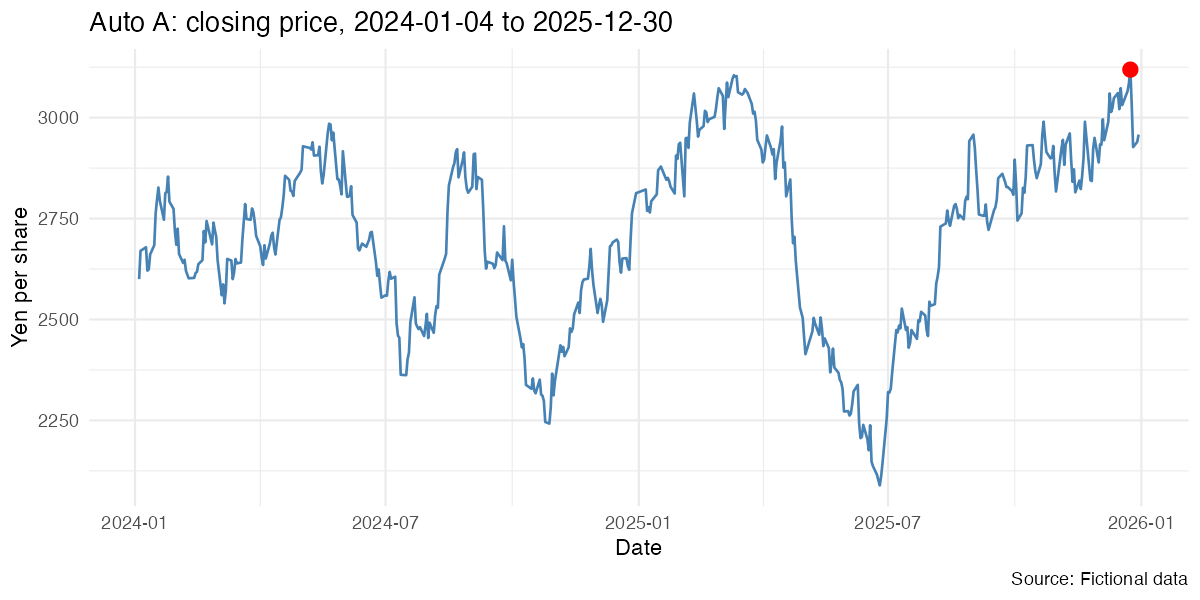 Auto A: closing price, 2024-01-04 to 2025-12-30
Yen per share
3000
2750
2500
2250
2024-01
2024-07
2025-01
2025-07
2026-01
Date
Source: Fictional data